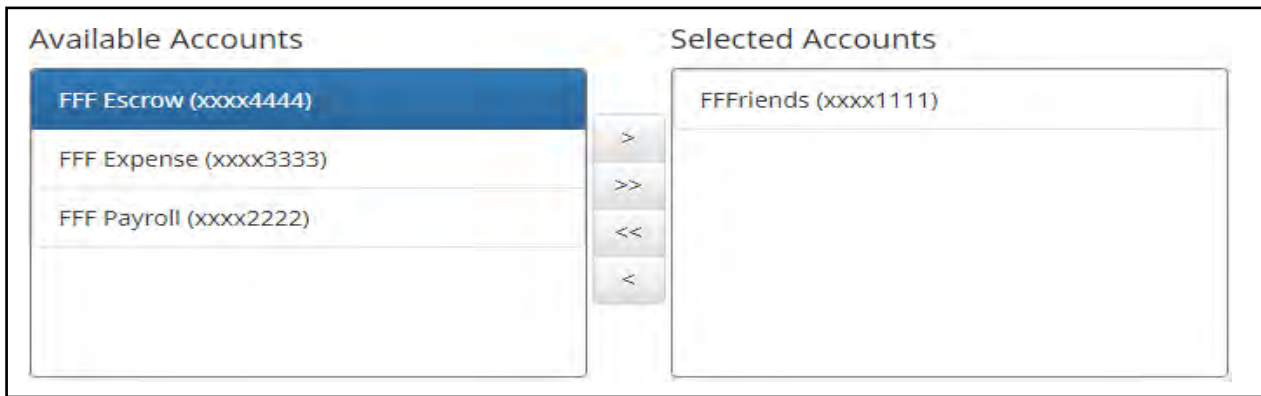 Available Accounts
FFF Escrow (xxxx4444)
FFF Expense (xxxx3333)
FFF Payroll (xxxx2222)
>
>>
<<
<
Selected Accounts
FFFriends (xxxx1111)